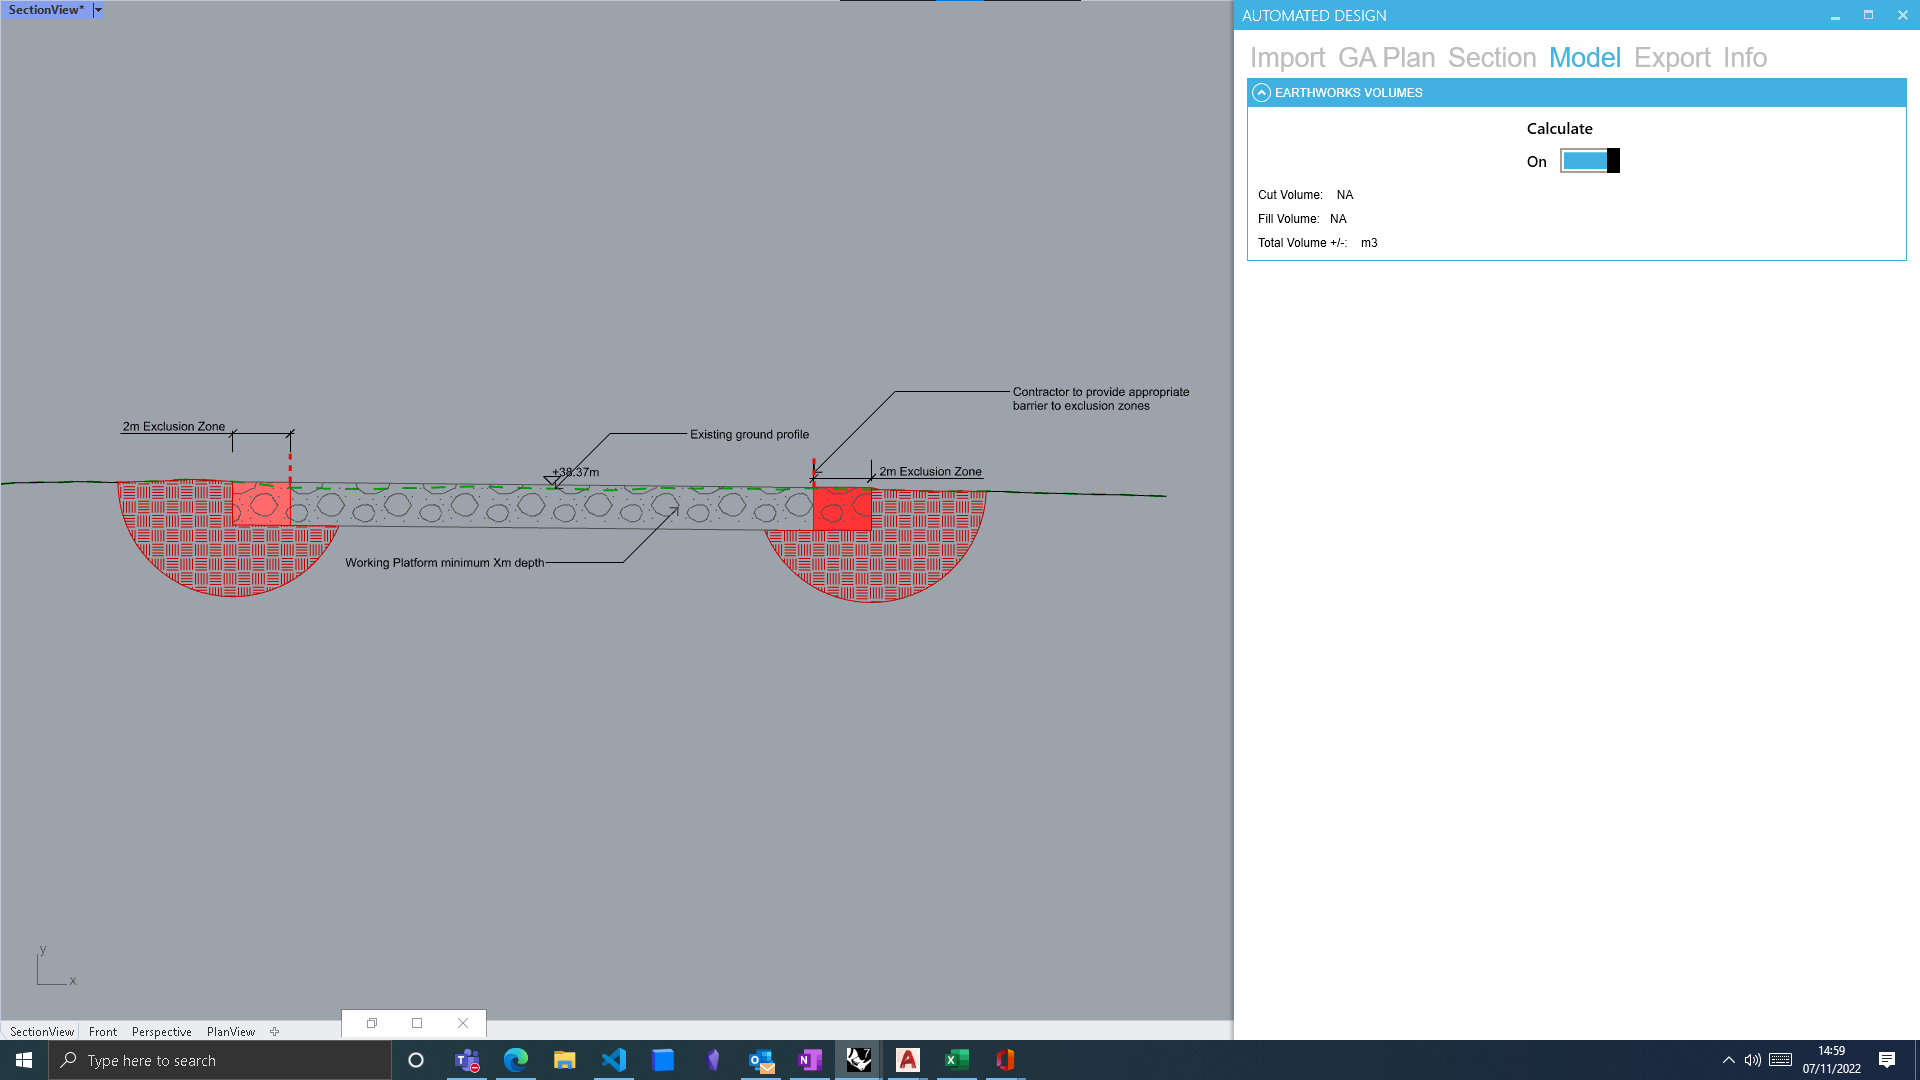 SectionView*
AUTOMATED DESIGN
Import GA Plan Section Model Export Info
EARTHWORKS VOLUMES
Calculate
On
Cut Volume: NA
Fill Volume: NA
Total Volume +/-: m3
Contractor to provide appropriate
barrier to exclusion zones
2m Exclusion Zone
Existing ground profile
+38.37m
2m Exclusion Zone
Working Platform minimum Xm depth
y
x
SectionView Front Perspective PlanView
Type here to search
14:59
07/11/2022